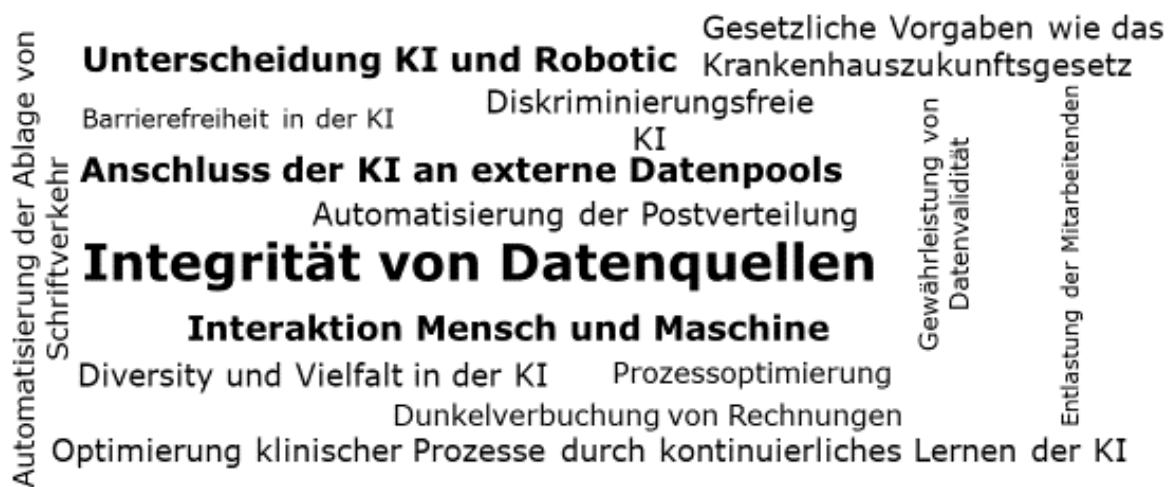 Automatisierung der Ablage von
Schriftverkehr
Unterscheidung KI und Robotic
Gesetzliche Vorgaben wie das
Krankenhauszukunftsgesetz
Barrierefreiheit in der KI
Diskriminierungsfreie
KI
Anschluss der KI an externe Datenpools
Automatisierung der Postverteilung
Integrität von Datenquellen
Interaktion Mensch und Maschine
Diversity und Vielfalt in der KI
Prozessoptimierung
Dunkelverbuchung von Rechnungen
Optimierung klinischer Prozesse durch kontinuierliches Lernen der KI
Gewährleistung von
Datenvalidität
Entlastung der Mitarbeitenden